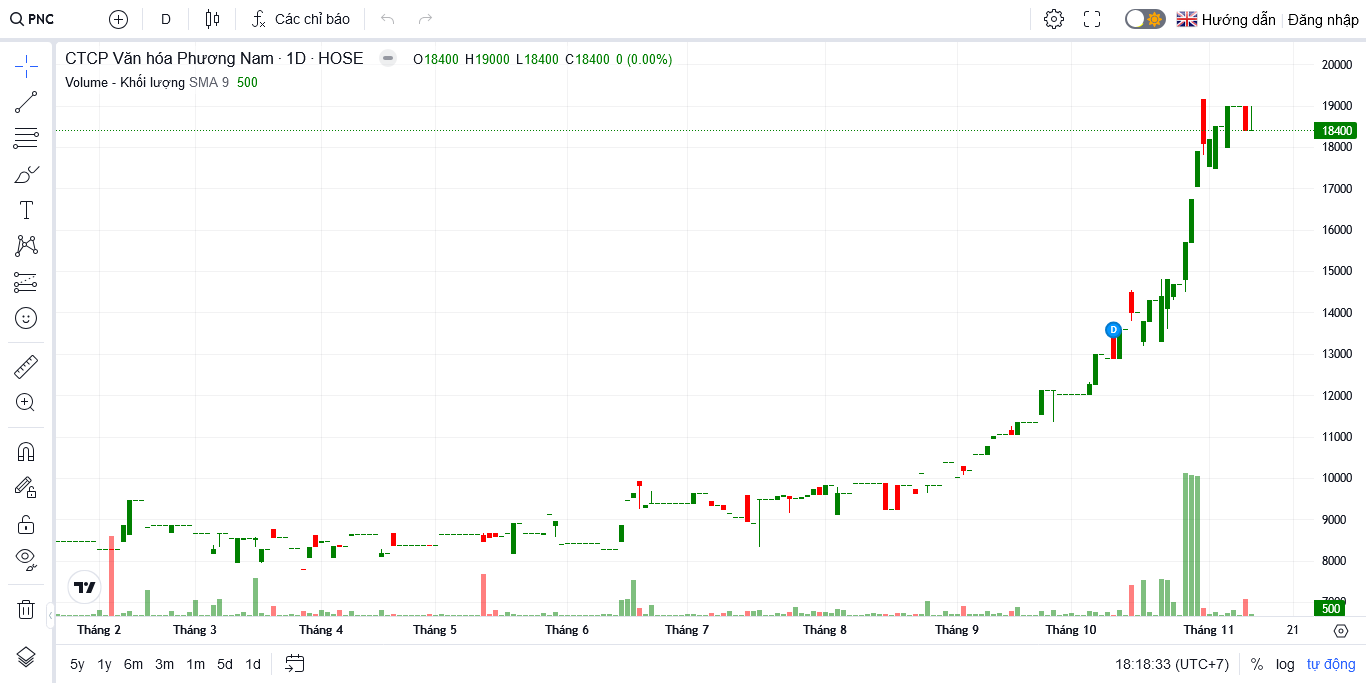 PNC D Các chỉ báo Hướng dẫn Đăng nhập
CTCP Văn hóa Phương Nam · 1D · HOSE O18400 H19000 L18400 C18400 0 (0.00%)
Volume - Khối lượng SMA 9 500
20000
19000
18400
18000
17000
16000
15000
14000
D
13000
12000
11000
10000
9000
8000
7000
500
Tháng 2 Tháng 3 Tháng 4 Tháng 5 Tháng 6 Tháng 7 Tháng 8 Tháng 9 Tháng 10 Tháng 11 21
5y 1y 6m 3m 1m 5d 1d 18:18:33 (UTC+7) % log tự động